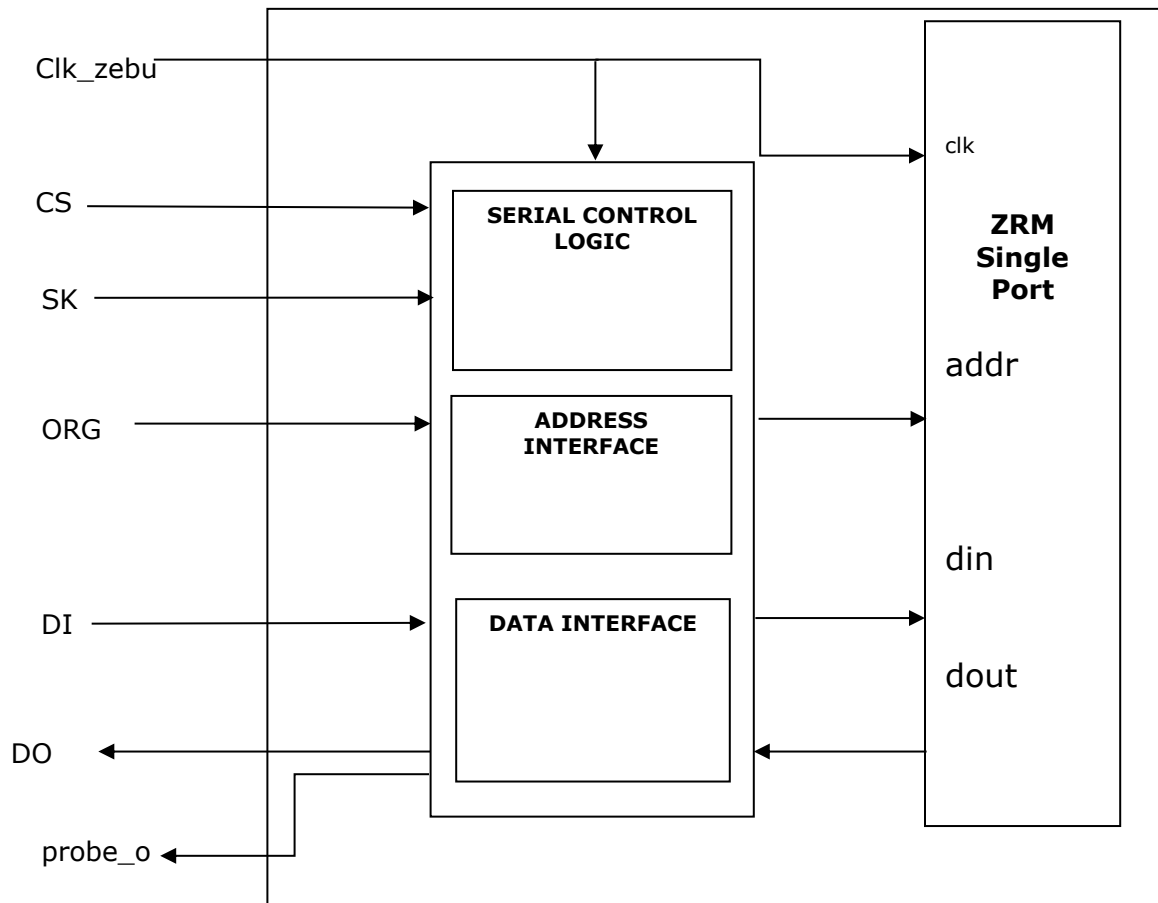 Clk_zebu
clk
CS
SERIAL CONTROL
LOGIC
ZRM
Single
Port
SK
addr
ORG
ADDRESS
INTERFACE
din
DI
DATA INTERFACE
dout
DO
probe_o